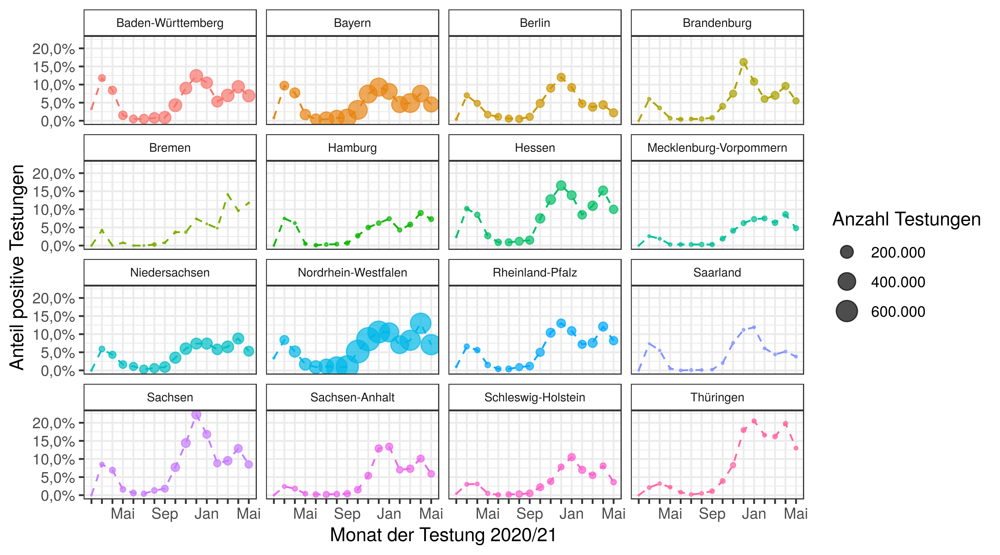 Baden-Württemberg
Bayern
Berlin
Brandenburg
20,0%
15,0%
10,0%
5,0%
0,0%
Bremen
Hamburg
Hessen
Mecklenburg-Vorpommern
20,0%
15,0%
10,0%
5,0%
0,0%
Niedersachsen
Nordrhein-Westfalen
Rheinland-Pfalz
Saarland
20,0%
15,0%
10,0%
5,0%
0,0%
Sachsen
Sachsen-Anhalt
Schleswig-Holstein
Thüringen
20,0%
15,0%
10,0%
5,0%
0,0%
Mai Sep Jan Mai
Mai Sep Jan Mai
Mai Sep Jan Mai
Mai Sep Jan Mai
Monat der Testung 2020/21
Anteil positive Testungen
Anzahl Testungen
200.000
400.000
600.000